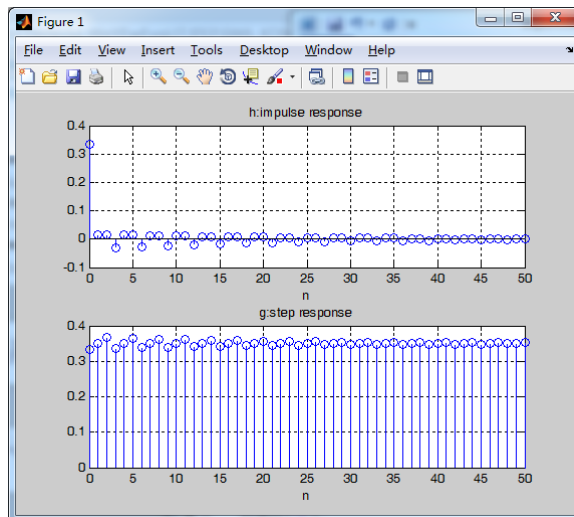 Figure 1
File Edit View Insert Tools Desktop Window Help
h:impulse response
0.4
0.3
0.2
0.1
0
-0.1
0 5 10 15 20 25 30 35 40 45 50
n
g:step response
0.4
0.3
0.2
0.1
0
0 5 10 15 20 25 30 35 40 45 50
n